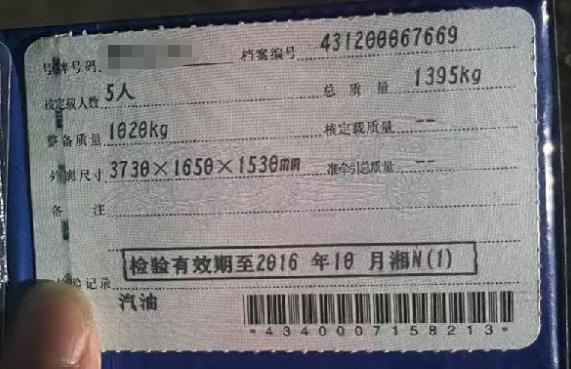 号牌号码 档案编号 431200067669
核定载人数 5人 总质量 1395kg
整备质量 1020kg 核定载质量 --
外廓尺寸 3730×1650×1530mm 准牵引总质量 --
备注
检验有效期至2016 年10 月湘N(1)
验记录
汽油
*4340007158213*